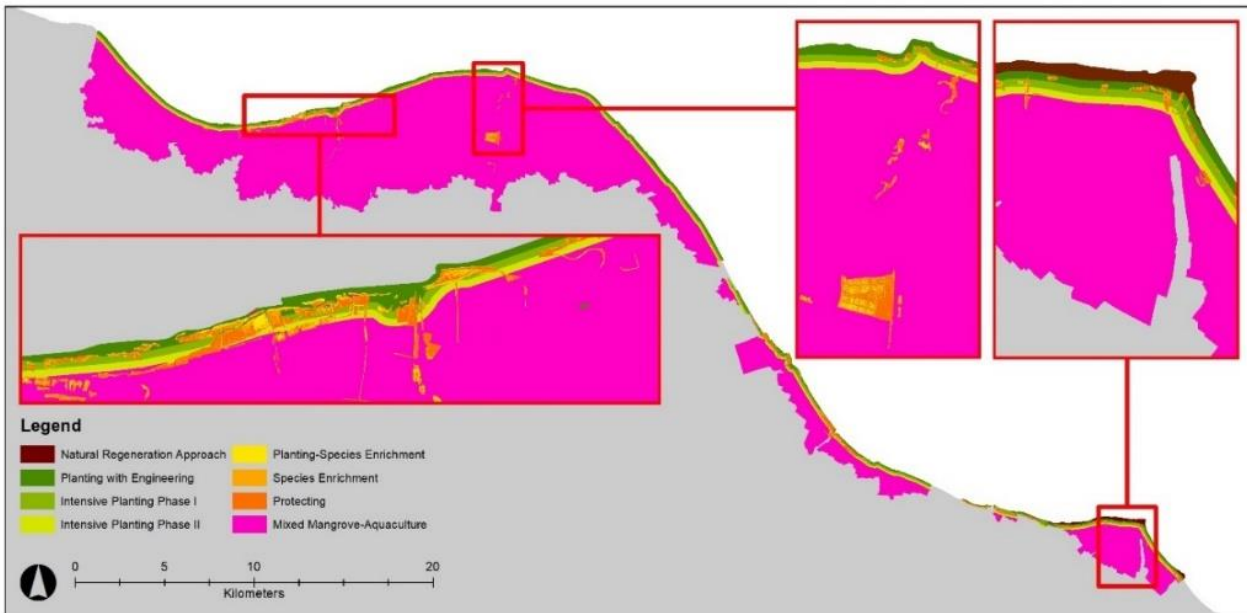 Legend
Natural Regeneration Approach
Planting with Engineering
Intensive Planting Phase I
Intensive Planting Phase II
Planting-Species Enrichment
Species Enrichment
Protecting
Mixed Mangrove-Aquaculture
0 5 10 20
Kilometers